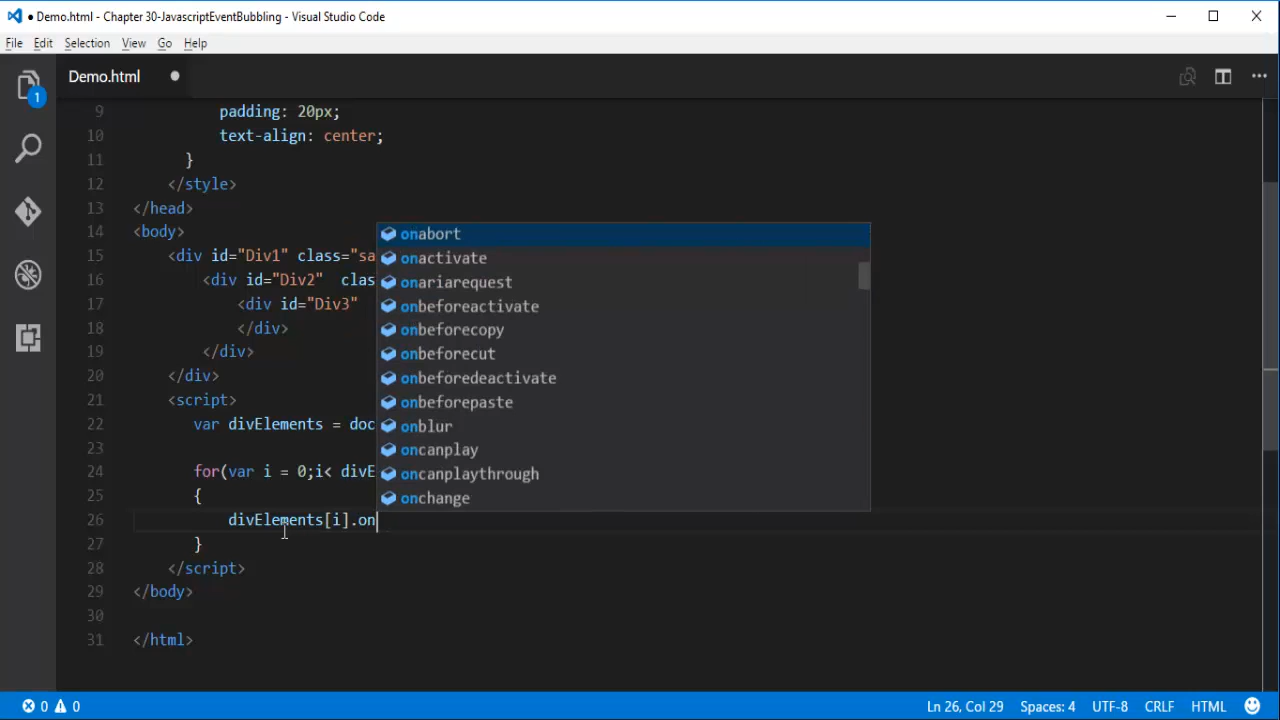 ● Demo.html - Chapter 30-JavascriptEventBubbling - Visual Studio Code
File Edit Selection View Go Help
1
Demo.html
9 padding: 20px;
10 text-align: center;
11 }
12 </style>
13 </head>
14 <body>
15 <div id="Div1" class="sa
16 <div id="Div2" clas
17 <div id="Div3"
18 </div>
19 </div>
20 </div>
21 <script>
22 var divElements = doc
23
24 for(var i = 0;i< divE
25 {
26 divElements[i].on
27 }
28 </script>
29 </body>
30
31 </html>
onabort
onactivate
onariarequest
onbeforeactivate
onbeforecopy
onbeforecut
onbeforedeactivate
onbeforepaste
onblur
oncanplay
oncanplaythrough
onchange
0 0 Ln 26, Col 29 Spaces: 4 UTF-8 CRLF HTML